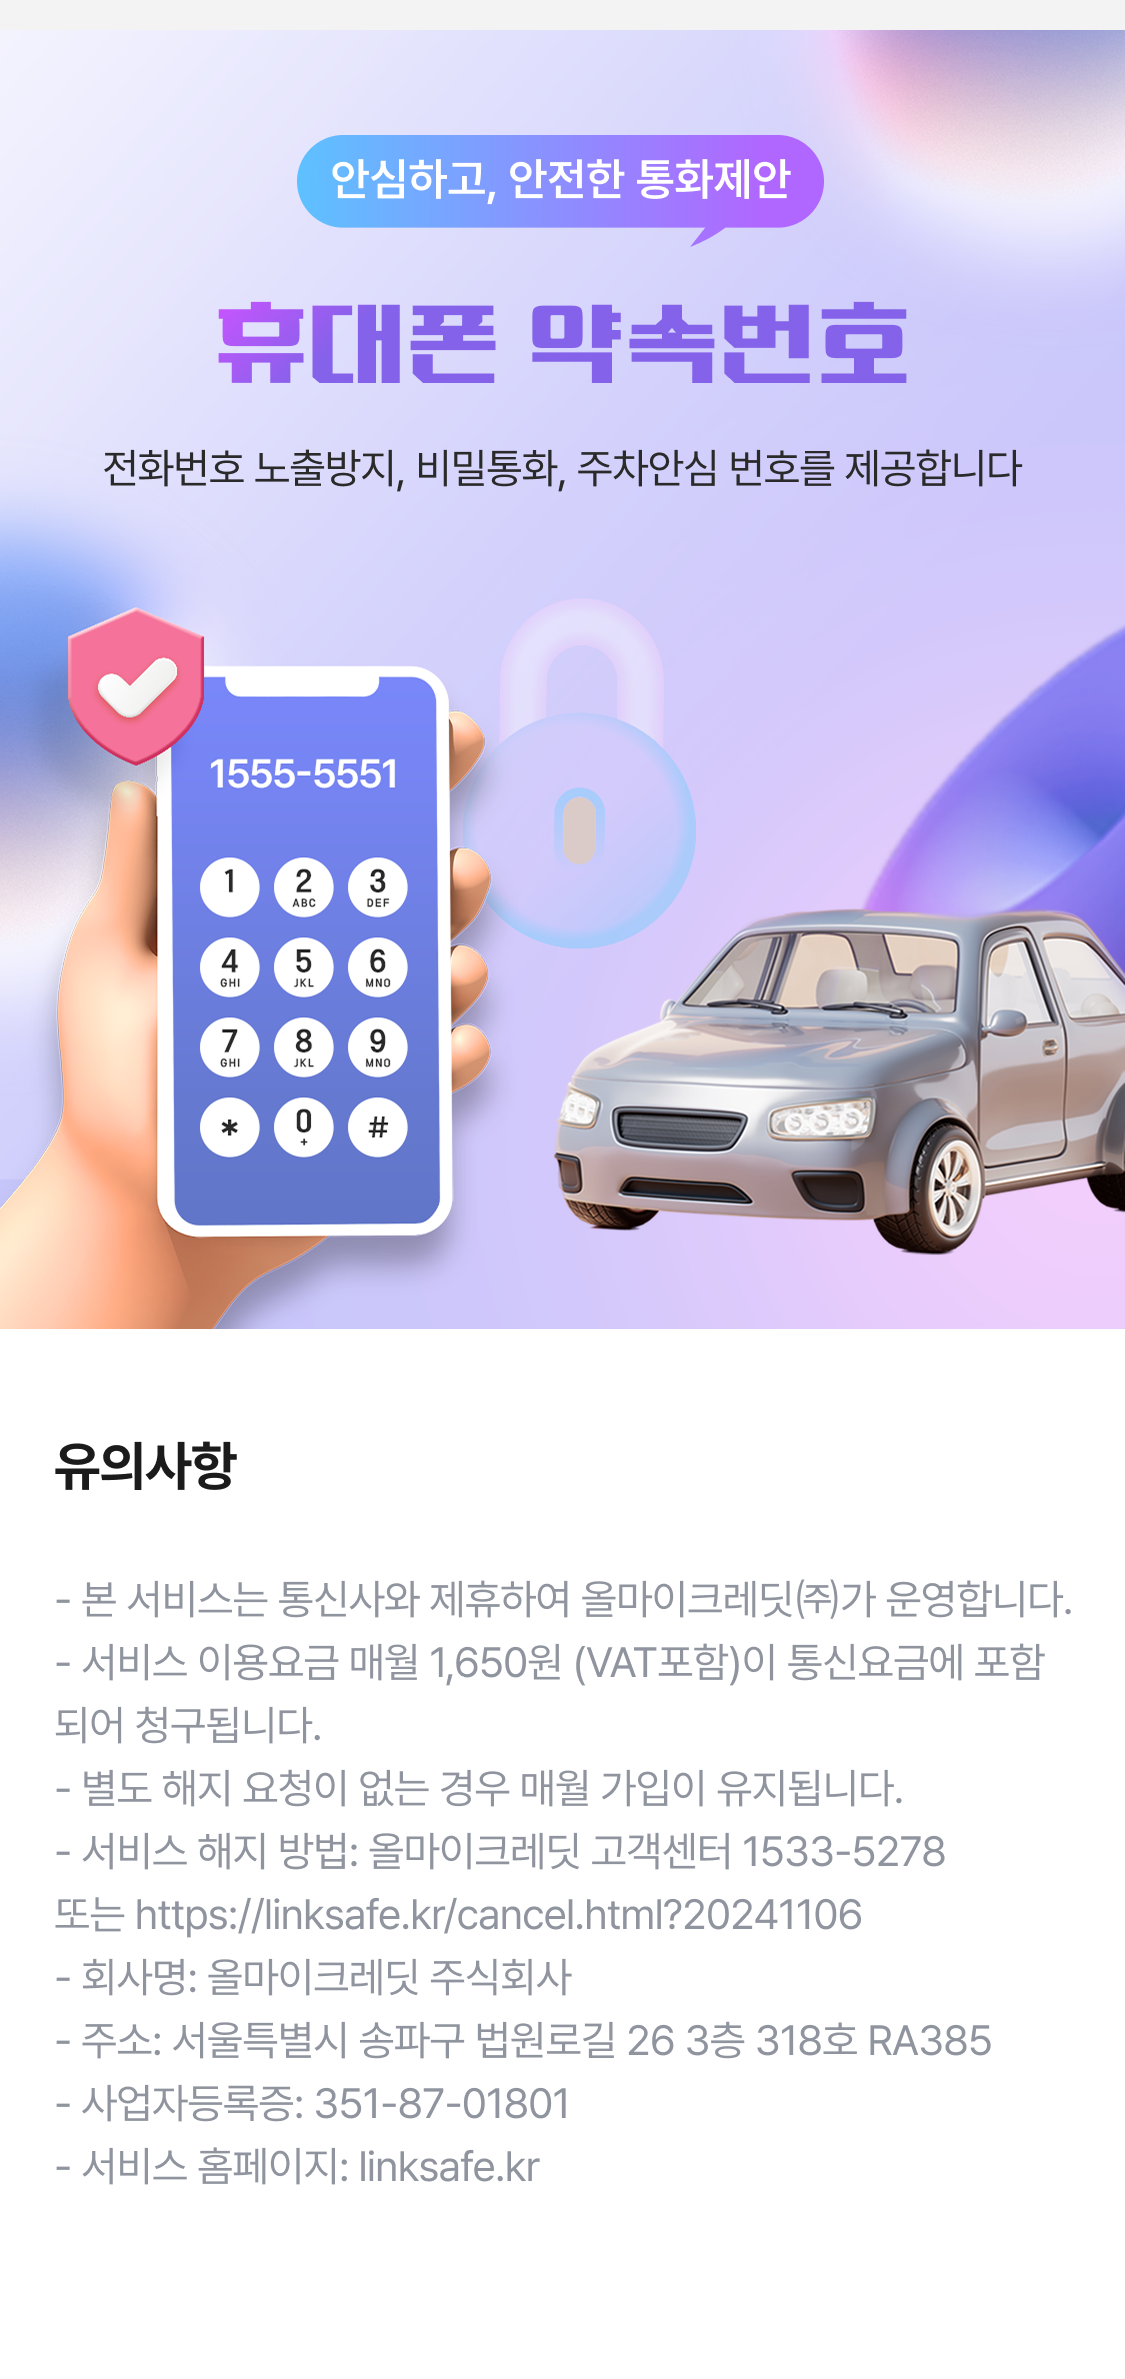 안심하고, 안전한 통화제안
휴대폰 약속번호
전화번호 노출방지, 비밀통화, 주차안심 번호를 제공합니다
1555-5551
1 2 3
ABC DEF
4 5 6
GHI JKL MNO
7 8 9
GHI JKL MNO
* 0 #
+
유의사항
- 본 서비스는 통신사와 제휴하여 올마이크레딧㈜가 운영합니다.
- 서비스 이용요금 매월 1,650원 (VAT포함)이 통신요금에 포함
되어 청구됩니다.
- 별도 해지 요청이 없는 경우 매월 가입이 유지됩니다.
- 서비스 해지 방법: 올마이크레딧 고객센터 1533-5278
또는 https://linksafe.kr/cancel.html?20241106
- 회사명: 올마이크레딧 주식회사
- 주소: 서울특별시 송파구 법원로길 26 3층 318호 RA385
- 사업자등록증: 351-87-01801
- 서비스 홈페이지: linksafe.kr